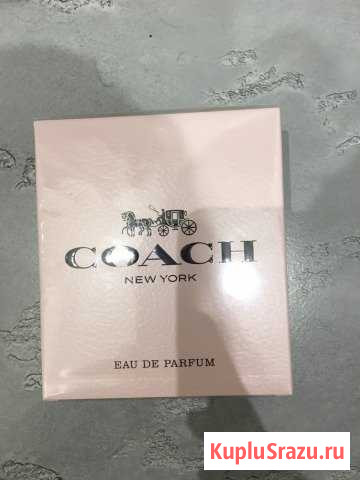 COACH
NEW YORK
EAU DE PARFUM
KupluSrazu.ru